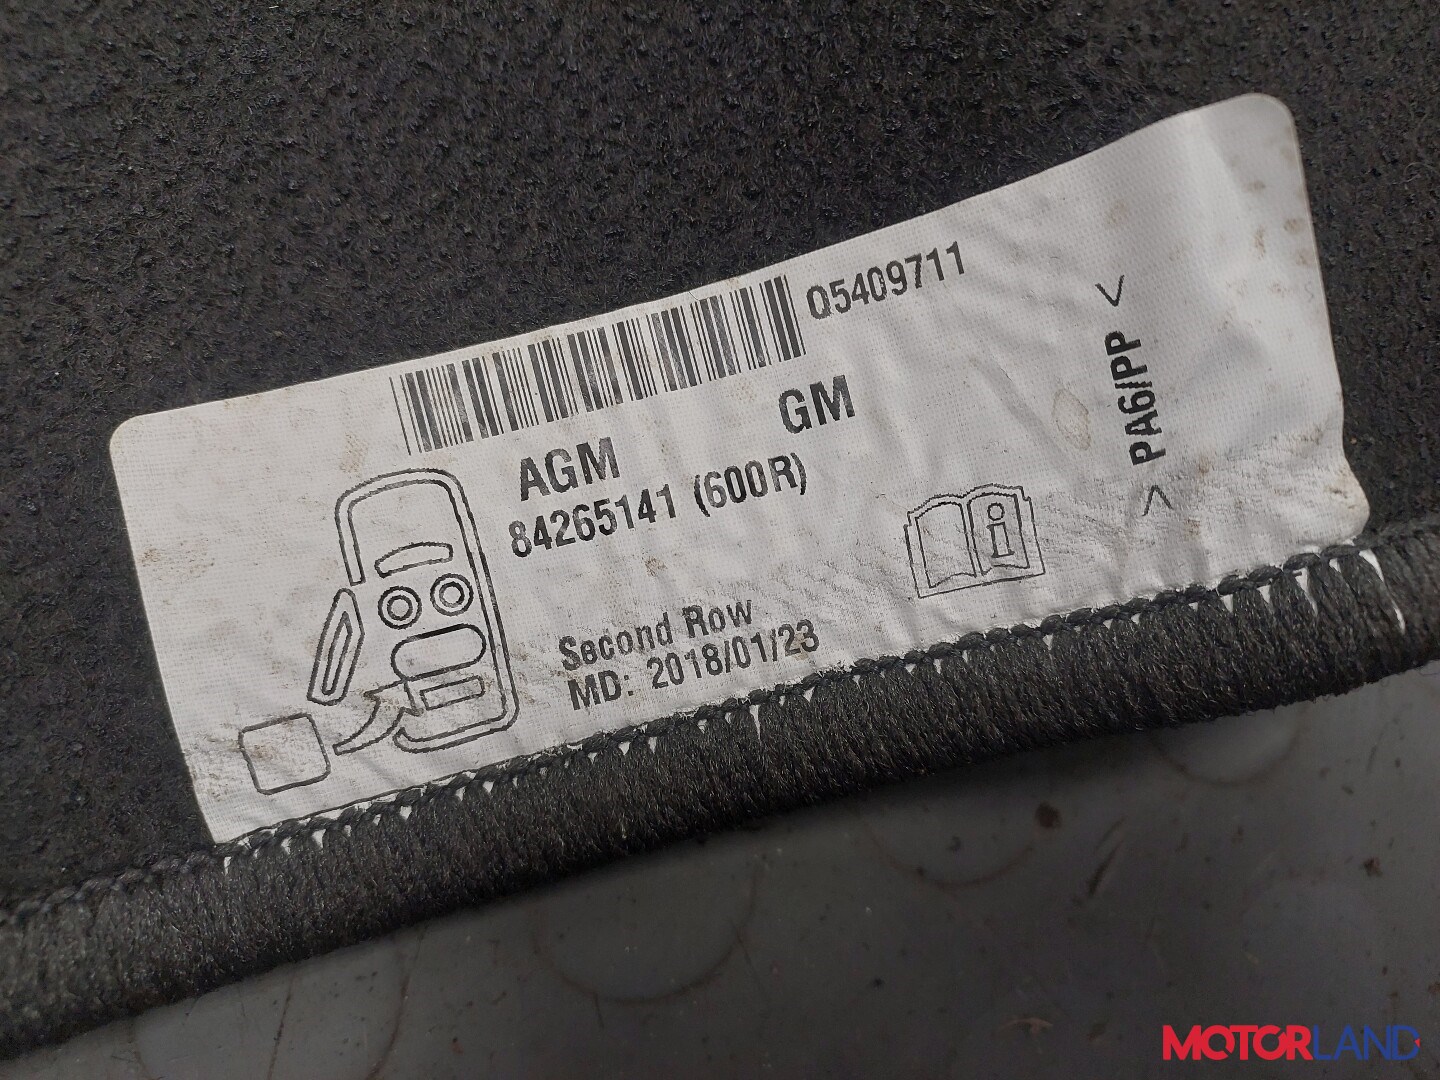 Q5409711
AGM GM
84265141 (600R)
Second Row
MD: 2018/01/23
> PA6/PP <
i
MOTORLAND